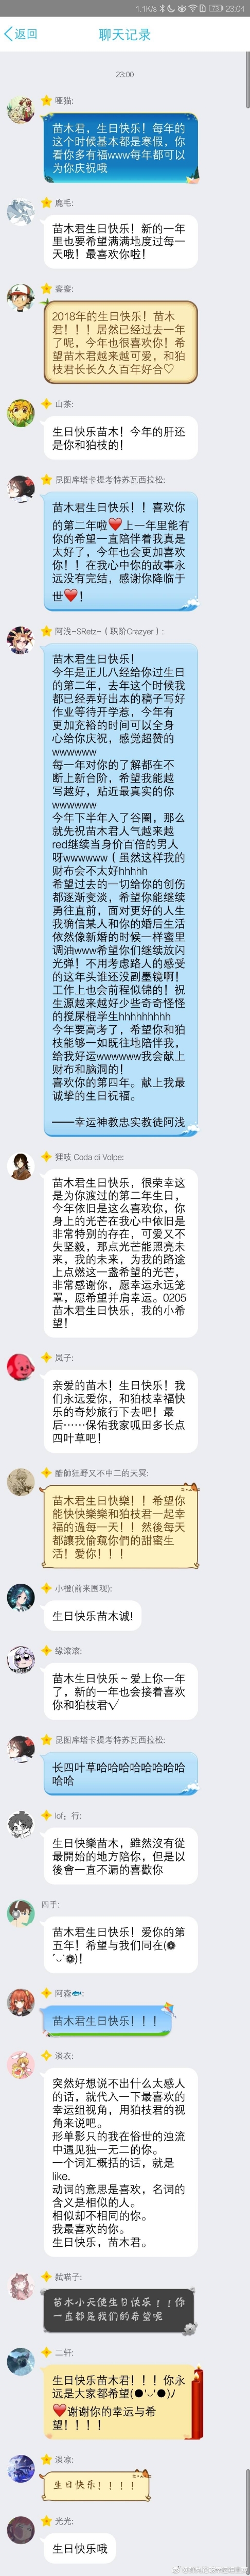 1.1K/s 73 23:04
返回 聊天记录
23:00
哑猫:
苗木君，生日快乐！每年的
这个时候基本都是寒假，你
看你多有福www每年都可以
为你庆祝哦
鹿毛:
苗木君生日快乐！新的一年
里也要希望满满地度过每一
天哦！最喜欢你啦！
2018年的生日快乐！苗木
君！！！居然已经过去一年
了呢，今年也很喜欢你！希
望苗木君越来越可爱，和狛
枝君长长久久百年好合♡
山茶:
生日快乐苗木！今年的肝还
是你和狛枝的！
昆图库塔卡提考特苏瓦西拉松:
苗木君生日快乐！！喜欢你
的第二年啦❤上一年里能有
你的希望一直陪伴着我真是
太好了，今年也会更加喜欢
你！！在我心中你的故事永
远没有完结，感谢你降临于
世❤！
阿浅-SRetz-（职阶Crazyer）:
苗木君生日快乐！
今年是正儿八经给你过生日
的第二年，去年这个时候我
都已经弄好出本的稿子写好
作业等待开学惹，今年有
更加充裕的时间可以全身
心给你庆祝，感觉超赞的
wwwwww
每一年对你的了解都在不
断上新台阶，希望我能越
写越好，贴近最真实的你
wwwwww
今年下半年入了谷圈，那么
就先祝苗木君人气越来越
red继续当身价百倍的男人
呀wwwwww（虽然这样我的
财布会不太好hhhhh
希望过去的一切给你的创伤
都逐渐变淡，希望你能继续
勇往直前，面对更好的人生
我确信某人和你的婚后生活
依然像新婚的时候一样蜜里
调油www希望你们继续放闪
光弹！不用考虑路人的感受
的这年头谁还没副墨镜啊！
工作上也会前程似锦的！祝
生源越来越好少些奇奇怪怪
的搅屎棍学生hhhhhhhhh
今年要高考了，希望你和狛
枝能够一如既往地陪伴我，
给我好运wwwwww我会献上
财布和脑洞的！
喜欢你的第四年。献上我最
诚挚的生日祝福。
——幸运神教忠实教徒阿浅
狸吱 Coda di Volpe:
苗木君生日快乐，很荣幸这
是为你渡过的第二年生日，
今年依旧是这么喜欢你，你
身上的光芒在我心中依旧是
非常特别的存在，可爱又不
失坚毅，那点光芒能照亮未
来，我的未来，为我的路途
上点燃这一盏希望的光芒，
非常感谢你，愿幸运永远笼
罩，愿希望并肩幸运。0205
苗木君生日快乐，我的小希
望！
岚子:
亲爱的苗木！生日快乐！我
们永远爱你，和狛枝幸福快
乐的奇妙旅行下去吧！最
后……保佑我家呱田多长点
四叶草吧！
酷帥狂野又不中二的天冥:
苗木君生日快樂！！希望你
能快快樂樂和狛枝君一起幸
福的過每一天！！然後每天
都讓我偷窺你們的甜蜜生
活！愛你！！！
小橙(前来围观):
生日快乐苗木诚!
缘滚滚:
苗木生日快乐～爱上你一年
了，新的一年也会接着喜欢
你和狛枝君√
昆图库塔卡提考特苏瓦西拉松:
长四叶草哈哈哈哈哈哈哈哈
哈哈
lof：行:
生日快樂苗木，雖然沒有從
最開始的地方陪你，但是以
後會一直不漏的喜歡你
四手:
苗木君生日快乐！爱你的第
五年！希望与我们同在(❁
´◡`❁)！
阿森🐟:
苗木君生日快乐！！！
淡衣:
突然好想说不出什么太感人
的话，就代入一下最喜欢的
幸运组视角，用狛枝君的视
角来说吧。
形单影只的我在俗世的浊流
中遇见独一无二的你。
一个词汇概括的话，就是
like.
动词的意思是喜欢，名词的
含义是相似的人。
相似却不相同的你。
我最喜欢的你。
生日快乐，苗木君。
弑喵子:
苗木小天使生日快乐！！你
一直都是我们的希望呢
二轩:
生日快乐苗木君！！！你永
远是大家都希望(●'◡'●)ﾉ
❤谢谢你的幸运与希
望！！！！
淡凉:
生日快乐！！！！
光光:
生日快乐哦